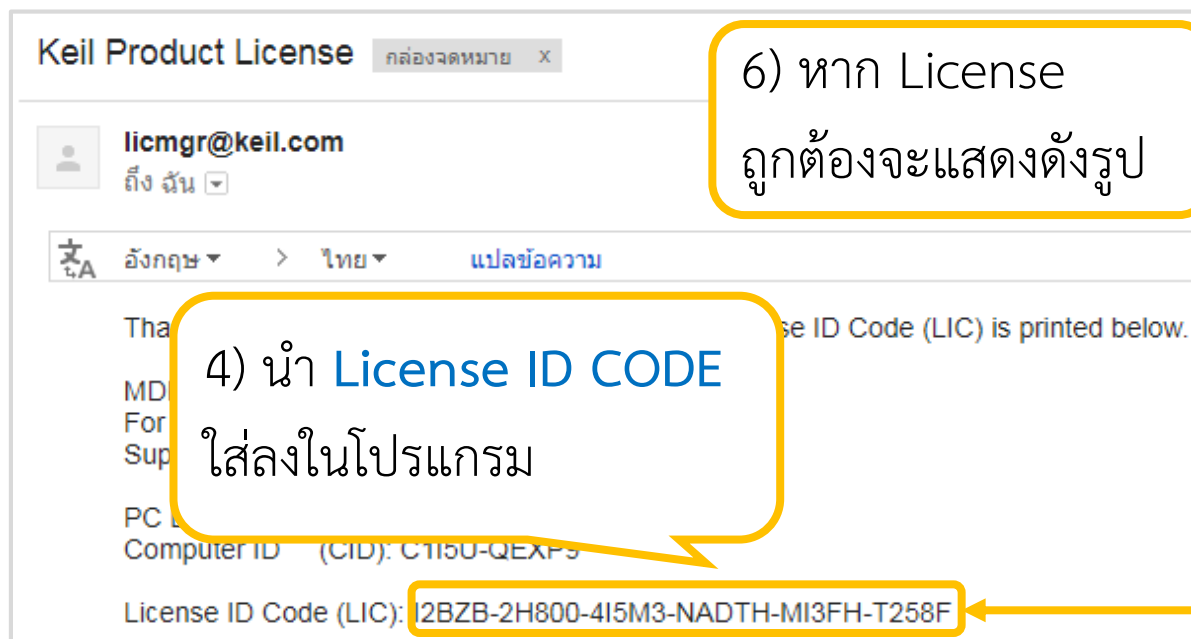 Keil Product License กล่องจดหมาย x
6) หาก License
ถูกต้องจะแสดงดังรูป
licmgr@keil.com
ถึง ฉัน
อังกฤษ > ไทย แปลข้อความ
ID Code (LIC) is printed below.
4) นำ License ID CODE
ใส่ลงในโปรแกรม
For
PC
Computer ID (CID): C1I5U-QEXP9
License ID Code (LIC): I2BZB-2H800-4I5M3-NADTH-MI3FH-T258F